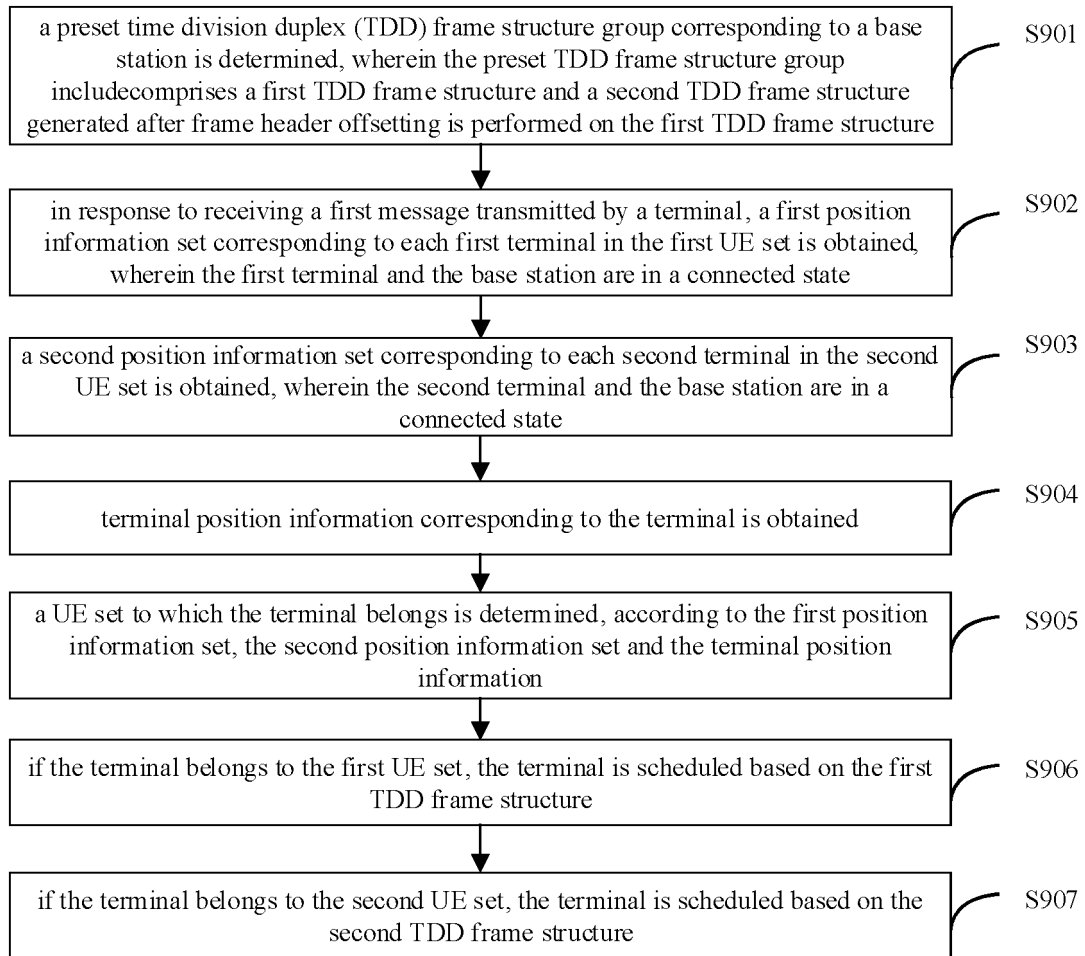 a preset time division duplex (TDD) frame structure group corresponding to a base
station is determined, wherein the preset TDD frame structure group
includecomprises a first TDD frame structure and a second TDD frame structure
generated after frame header offsetting is performed on the first TDD frame structure
S901
in response to receiving a first message transmitted by a terminal, a first position
information set corresponding to each first terminal in the first UE set is obtained,
wherein the first terminal and the base station are in a connected state
S902
a second position information set corresponding to each second terminal in the second
UE set is obtained, wherein the second terminal and the base station are in a
connected state
S903
terminal position information corresponding to the terminal is obtained
S904
a UE set to which the terminal belongs is determined, according to the first position
information set, the second position information set and the terminal position
information
S905
if the terminal belongs to the first UE set, the terminal is scheduled based on the first
TDD frame structure
S906
if the terminal belongs to the second UE set, the terminal is scheduled based on the
second TDD frame structure
S907